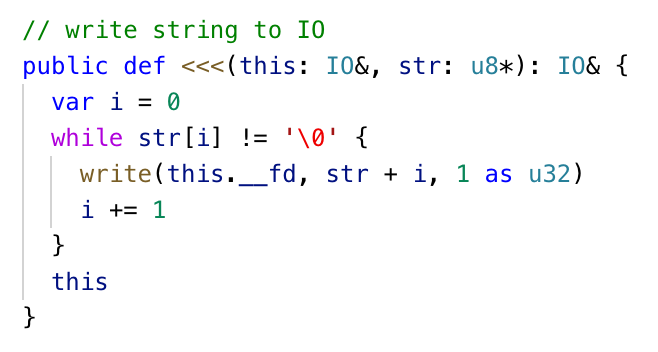 // write string to IO
public def <<<(this: IO&, str: u8*): IO& {
  var i = 0
  while str[i] != '\0' {
    write(this.__fd, str + i, 1 as u32)
    i += 1
  }
  this
}